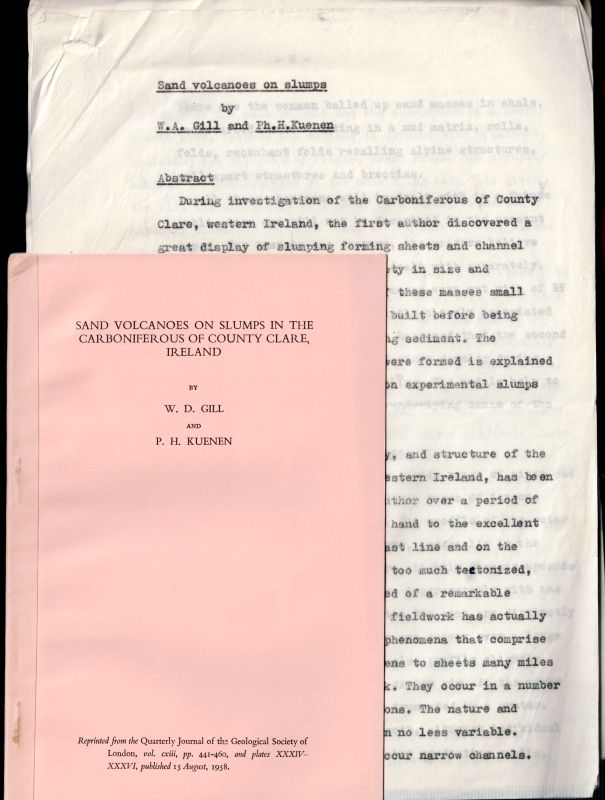 Sand volcanoes on slumps
by
W.A. Gill and Ph.H.Kuenen
Abstract
During investigation of the Carboniferous of County
Clare, western Ireland, the first author discovered a
great display of slumping forming sheets and channel
ty in size and
these masses small
built before being
ng sediment. The
were formed is explained
on experimental slumps
y, and structure of the
estern Ireland, has been
uthor over a period of
hand to the excellent
ast line and on the
too much tectonized,
ed of a remarkable
fieldwork has actually
phenomena that comprise
ens to sheets many miles
k. They occur in a number
ons. The nature and
n no less variable.
ccur narrow channels.
SAND VOLCANOES ON SLUMPS IN THE
CARBONIFEROUS OF COUNTY CLARE,
IRELAND
BY
W. D. GILL
AND
P. H. KUENEN
Reprinted from the Quarterly Journal of the Geological Society of
London, vol. cxiii, pp. 441-460, and plates XXXIV–
XXXVI, published 15 August, 1958.